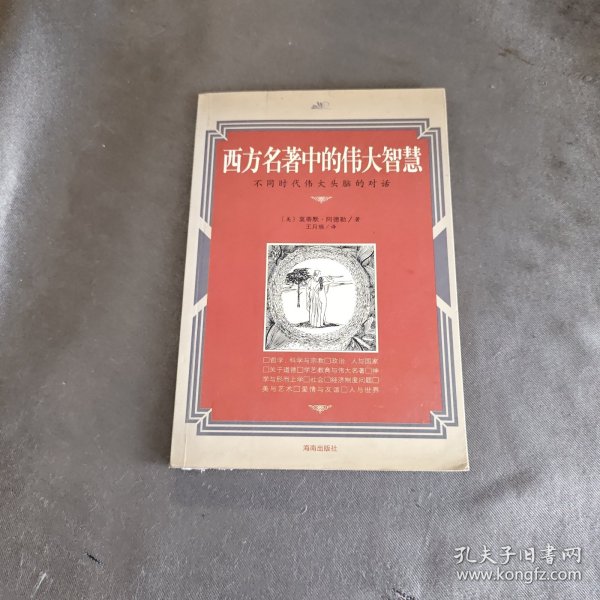 西方名著中的伟大智慧
不同时代伟大头脑的对话
〔美〕莫蒂默·阿德勒／著
王月瑞／译
□哲学、科学与宗教□政治：人与国家
□关于道德□学艺教育与伟大名著□神
学与形而上学□社会□经济制度问题□
美与艺术□爱情与友谊□人与世界
海南出版社
孔夫子旧书网
www.kongfz.com